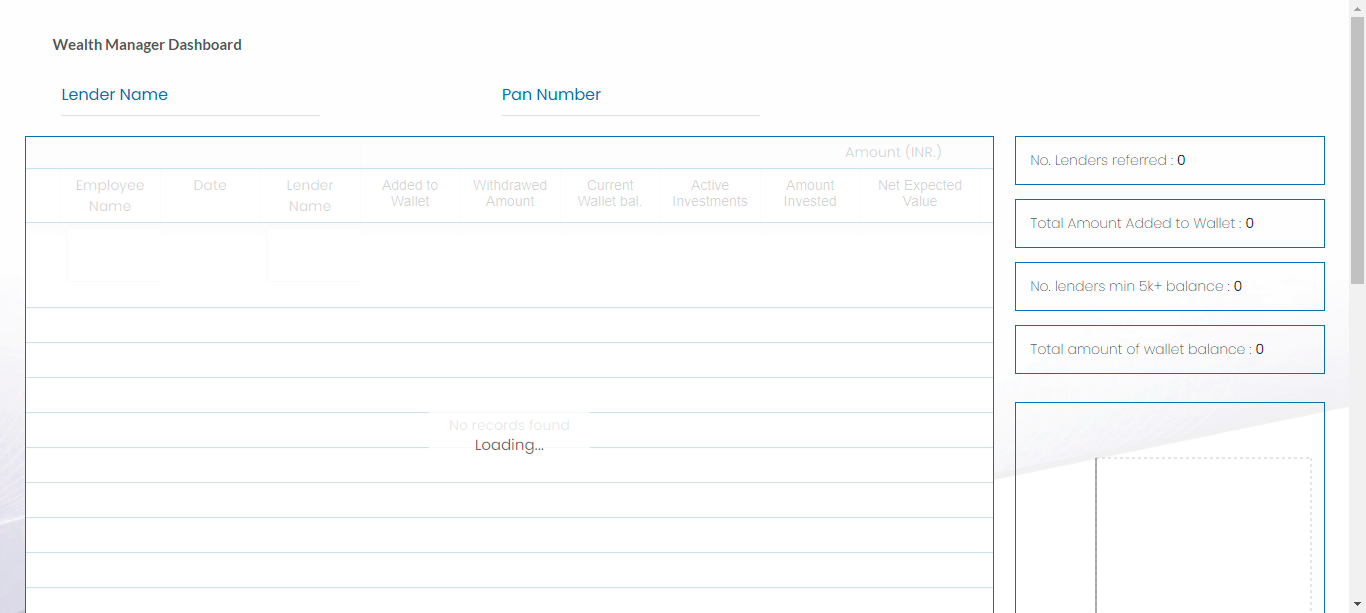 Wealth Manager Dashboard
Lender Name
Pan Number
Amount (INR.)
Employee Name
Date
Lender Name
Added to Wallet
Withdrawed Amount
Current Wallet bal.
Active Investments
Amount Invested
Net Expected Value
No records found
Loading...
No. Lenders referred : 0
Total Amount Added to Wallet : 0
No. lenders min 5k+ balance : 0
Total amount of wallet balance : 0